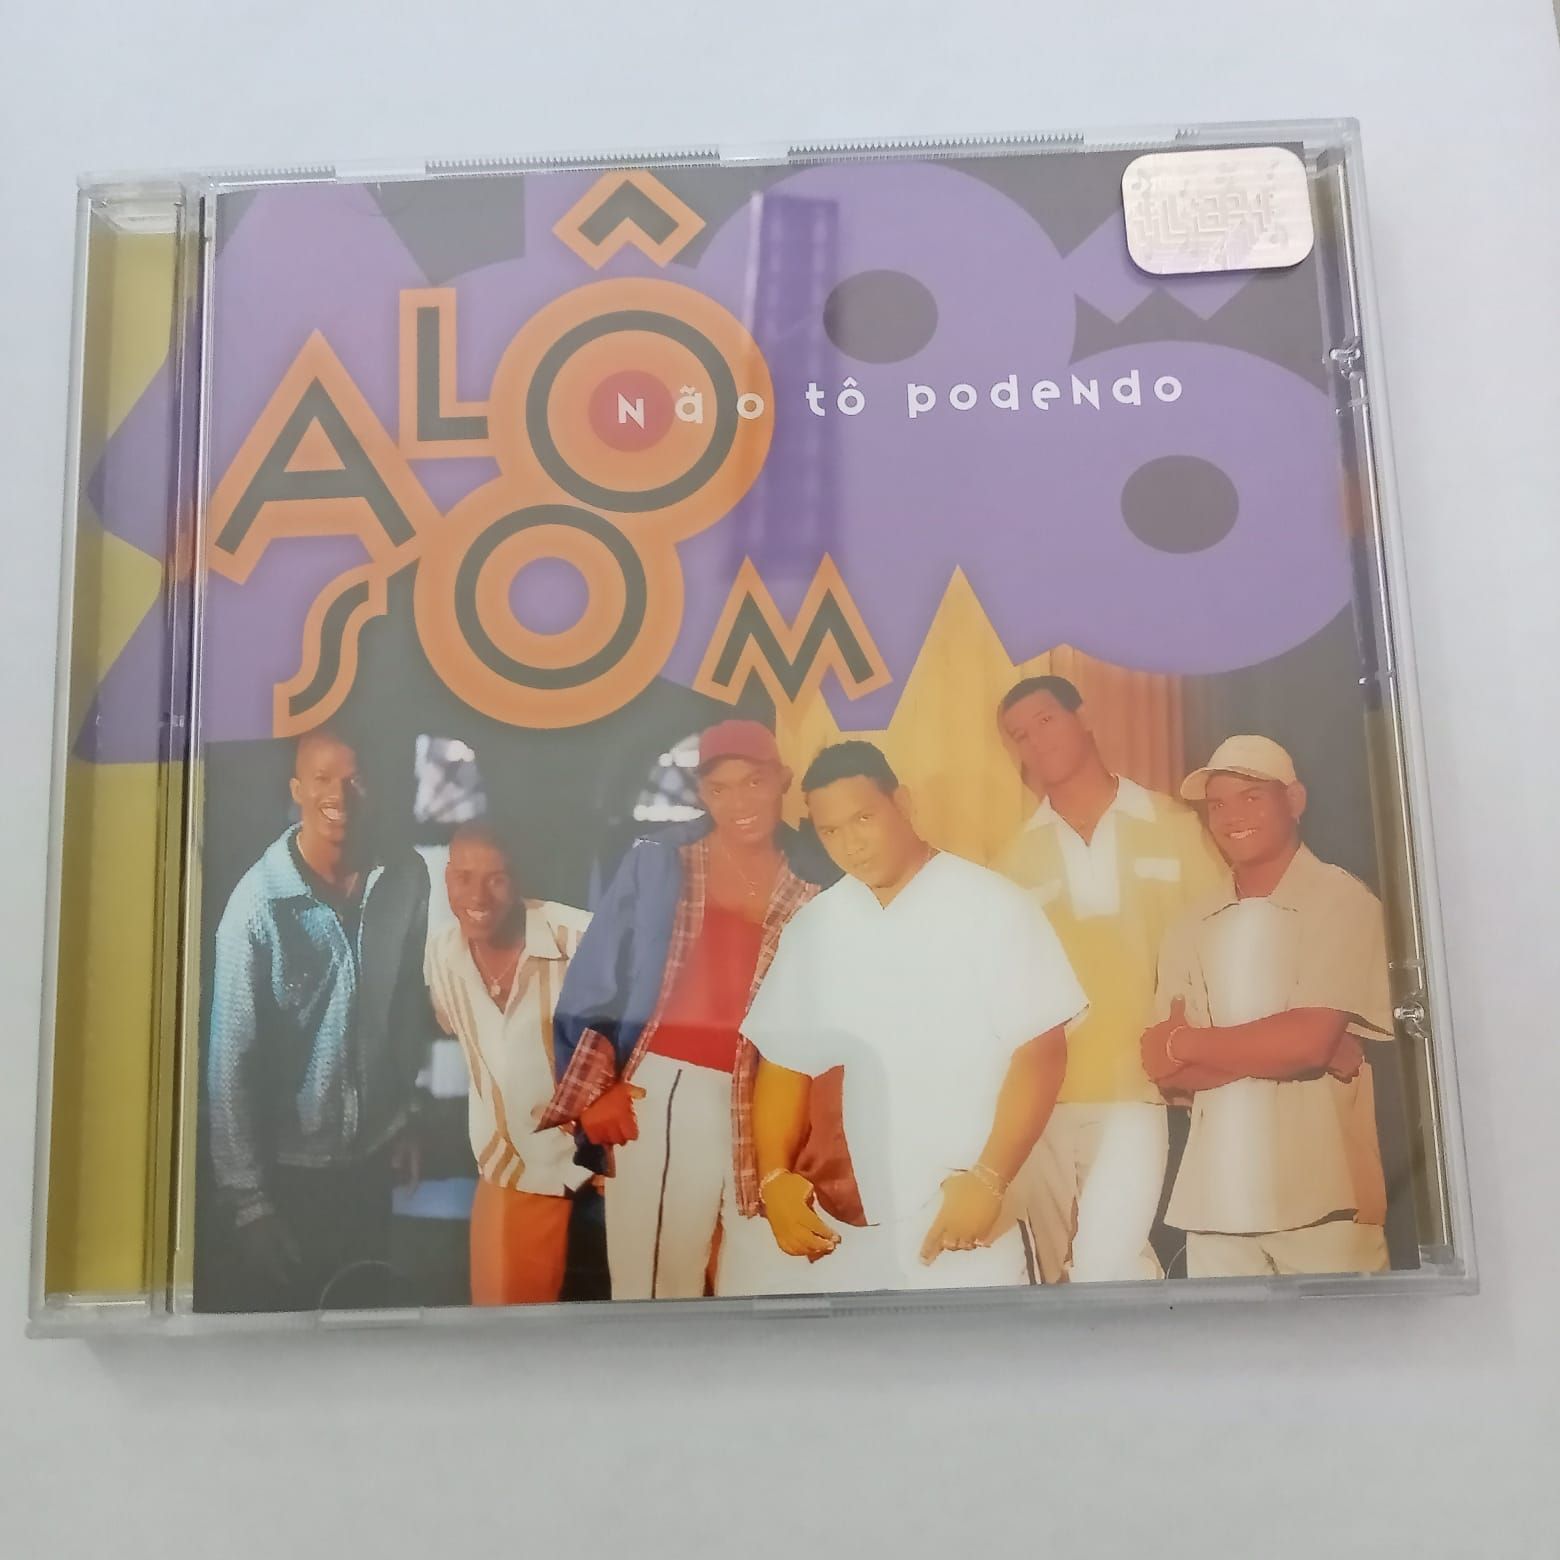 ALÔ
SOM
Não tô podendo